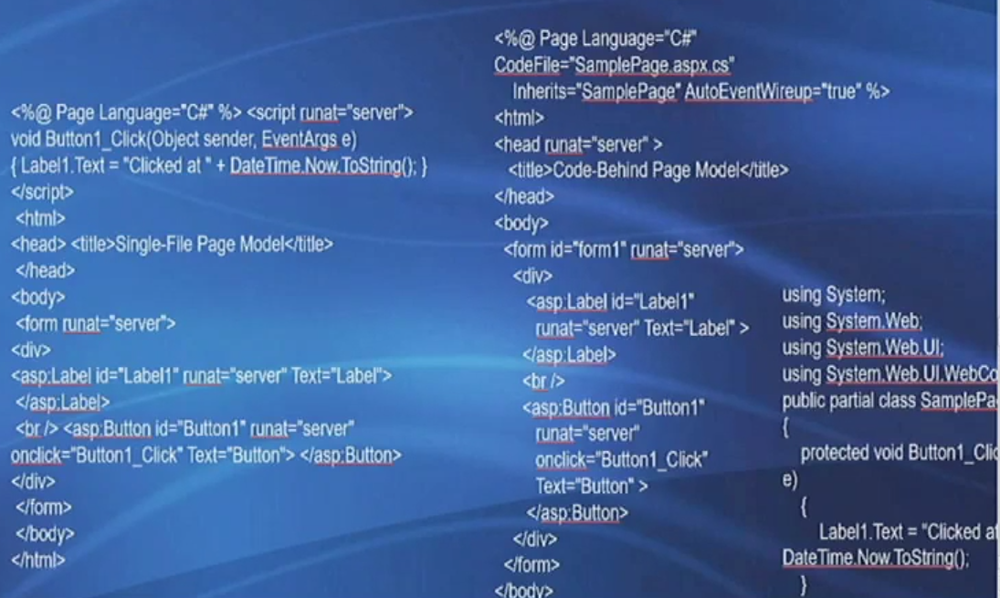 <%@ Page Language="C#" %> <script runat="server">
void Button1_Click(Object sender, EventArgs e)
{ Label1.Text = "Clicked at " + DateTime.Now.ToString(); }
</script>
<html>
<head> <title>Single-File Page Model</title>
</head>
<body>
<form runat="server">
<div>
<asp:Label id="Label1" runat="server" Text="Label">
</asp:Label>
<br /> <asp:Button id="Button1" runat="server"
onclick="Button1_Click" Text="Button"> </asp:Button>
</div>
</form>
</body>
</html>
<%@ Page Language="C#"
CodeFile="SamplePage.aspx.cs"
Inherits="SamplePage" AutoEventWireup="true" %>
<html>
<head runat="server" >
<title>Code-Behind Page Model</title>
</head>
<body>
<form id="form1" runat="server">
<div>
<asp:Label id="Label1"
runat="server" Text="Label" >
</asp:Label>
<br />
<asp:Button id="Button1"
runat="server"
onclick="Button1_Click"
Text="Button" >
</asp:Button>
</div>
</form>
</body>
using System;
using System.Web;
using System.Web.UI;
using System.Web.UI.WebCo
public partial class SamplePa
{
protected void Button1_Clic
e)
{
Label1.Text = "Clicked at
DateTime.Now.ToString();
}